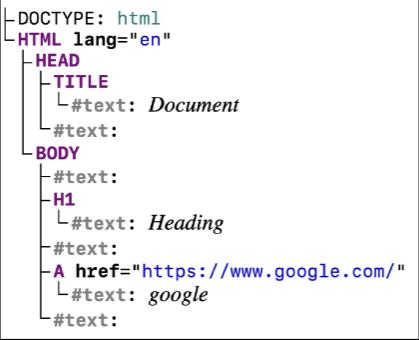 DOCTYPE: html
HTML lang="en"
HEAD
TITLE
#text: Document
#text:
BODY
#text:
H1
#text: Heading
#text:
A href="https://www.google.com/"
#text: google
#text: